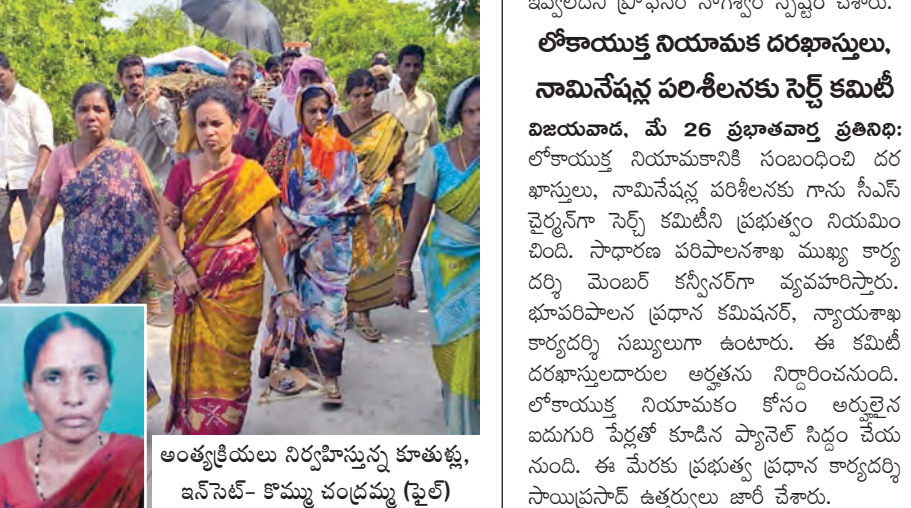 అంత్యక్రియలు నిర్వహిస్తున్న కూతుళ్లు,
ఇన్‌సెట్- కొమ్ము చంద్రమ్మ (ఫైల్)
ఇవ్వలేదని ప్రొఫెసర్ నాగేశ్వర్ స్పష్టం చేశారు.
లోకాయుక్త నియామక దరఖాస్తులు,
నామినేషన్ల పరిశీలనకు సెర్చ్ కమిటీ
విజయవాడ, మే 26 ప్రభాతవార్త ప్రతినిధి:
లోకాయుక్త నియామకానికి సంబంధించి దర
ఖాస్తులు, నామినేషన్ల పరిశీలనకు గాను సీఎస్
చైర్మన్‌గా సెర్చ్ కమిటీని ప్రభుత్వం నియమిం
చింది. సాధారణ పరిపాలనశాఖ ముఖ్య కార్య
దర్శి మెంబర్ కన్వీనర్‌గా వ్యవహరిస్తారు.
భూపరిపాలన ప్రధాన కమిషనర్, న్యాయశాఖ
కార్యదర్శి సబ్యులుగా ఉంటారు. ఈ కమిటీ
దరఖాస్తులదారుల అర్హతను నిర్దారించనుంది.
లోకాయుక్త నియామకం కోసం అర్హులైన
ఐదుగురి పేర్లతో కూడిన ప్యానెల్ సిద్దం చేయ
నుంది. ఈ మేరకు ప్రభుత్వ ప్రధాన కార్యదర్శి
సాయిప్రసాద్ ఉత్తర్వులు జారీ చేశారు.